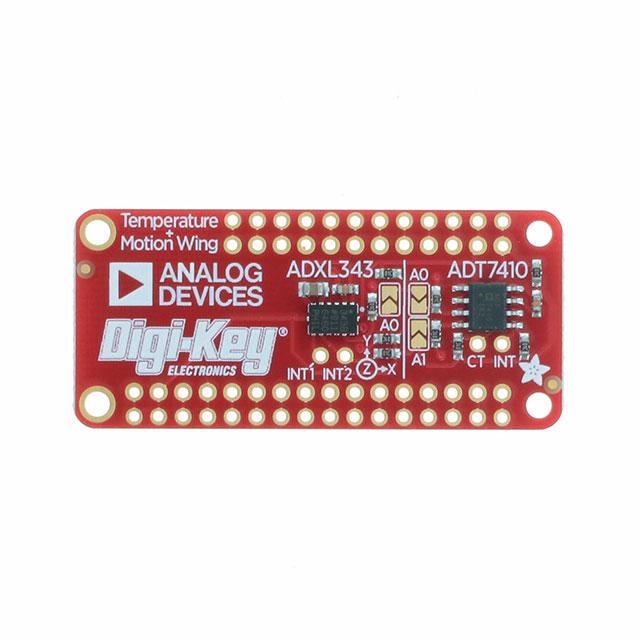 Temperature
+
Motion Wing
ANALOG
DEVICES
Digi-Key®
ELECTRONICS
ADXL343
A0
ADT7410
A0
A1
Y
Z
X
INT1
INT2
CT
INT